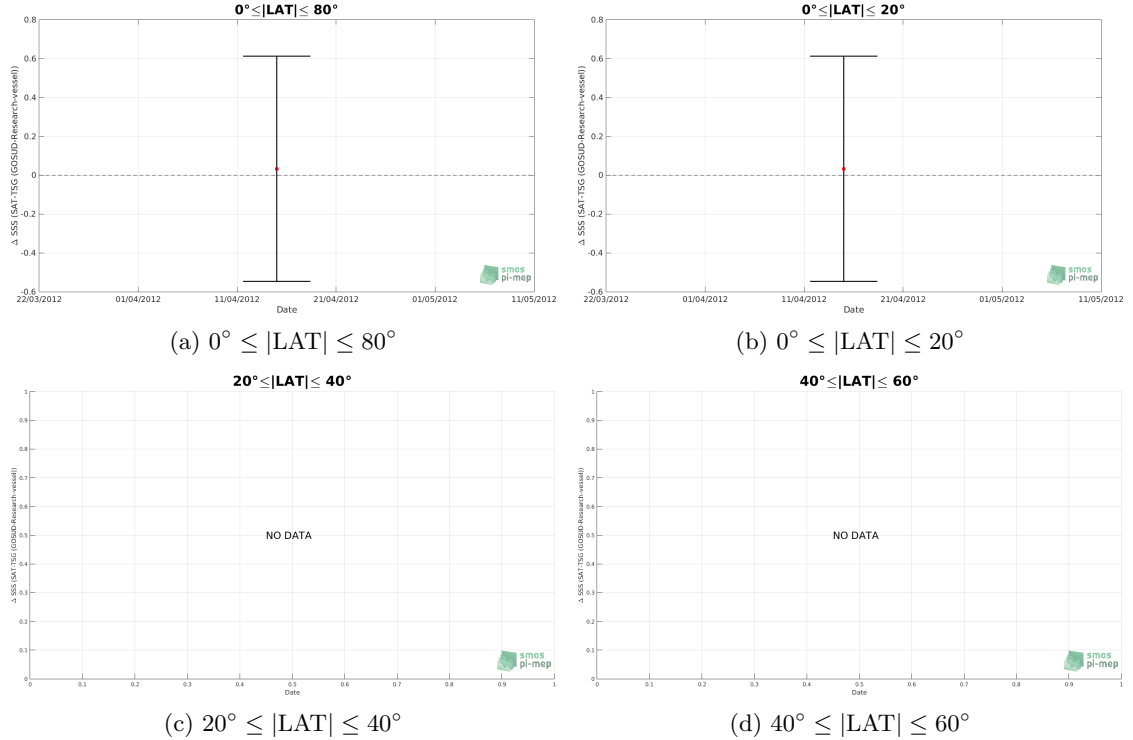 0°≤|LAT|≤ 80°
0.8
0.6
0.4
0.2
0
-0.2
-0.4
-0.6
Δ SSS (SAT-TSG (GOSUD-Research-vessel))
22/03/2012 01/04/2012 11/04/2012 21/04/2012 01/05/2012 11/05/2012
Date
smos
pi-mep
(a) 0° ≤ |LAT| ≤ 80°
0°≤|LAT|≤ 20°
0.8
0.6
0.4
0.2
0
-0.2
-0.4
-0.6
Δ SSS (SAT-TSG (GOSUD-Research-vessel))
22/03/2012 01/04/2012 11/04/2012 21/04/2012 01/05/2012 11/05/2012
Date
smos
pi-mep
(b) 0° ≤ |LAT| ≤ 20°
20°≤|LAT|≤ 40°
1
0.9
0.8
0.7
0.6
0.5
0.4
0.3
0.2
0.1
0
Δ SSS (SAT-TSG (GOSUD-Research-vessel))
NO DATA
0 0.1 0.2 0.3 0.4 0.5 0.6 0.7 0.8 0.9 1
Date
smos
pi-mep
(c) 20° ≤ |LAT| ≤ 40°
40°≤|LAT|≤ 60°
1
0.9
0.8
0.7
0.6
0.5
0.4
0.3
0.2
0.1
0
Δ SSS (SAT-TSG (GOSUD-Research-vessel))
NO DATA
0 0.1 0.2 0.3 0.4 0.5 0.6 0.7 0.8 0.9 1
Date
smos
pi-mep
(d) 40° ≤ |LAT| ≤ 60°